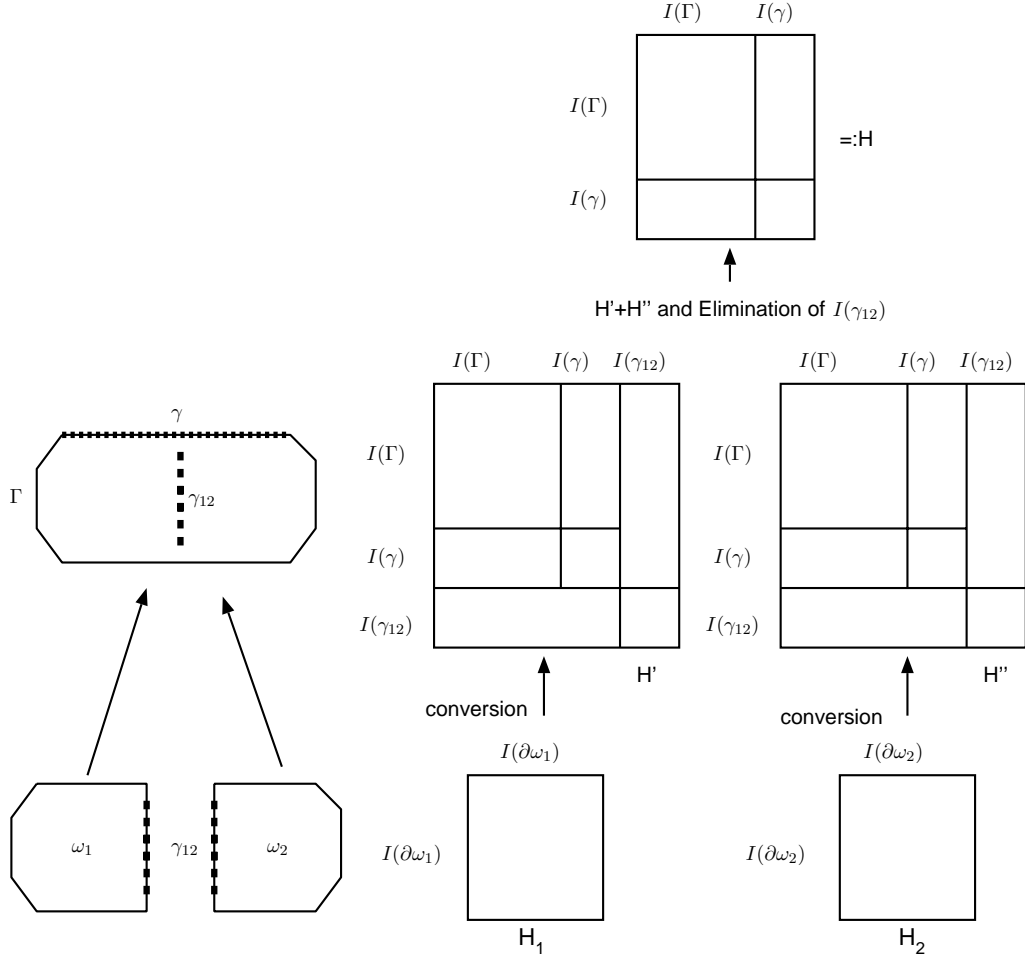 I(Γ) I(γ)
I(Γ)
=:H
I(γ)
H'+H'' and Elimination of I(γ₁₂)
I(Γ) I(γ) I(γ₁₂) I(Γ) I(γ) I(γ₁₂)
γ
I(Γ) I(Γ)
Γ γ₁₂
I(γ) I(γ)
I(γ₁₂) I(γ₁₂)
H' H''
conversion conversion
I(∂ω₁) I(∂ω₂)
ω₁ γ₁₂ ω₂ I(∂ω₁) I(∂ω₂)
H₁ H₂